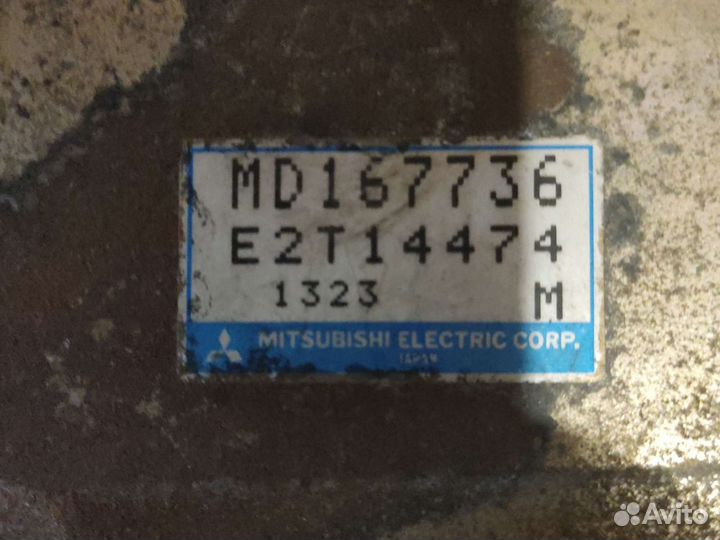 MD167736
E2T14474
1323 M
MITSUBISHI ELECTRIC CORP.
JAPAN
Avito